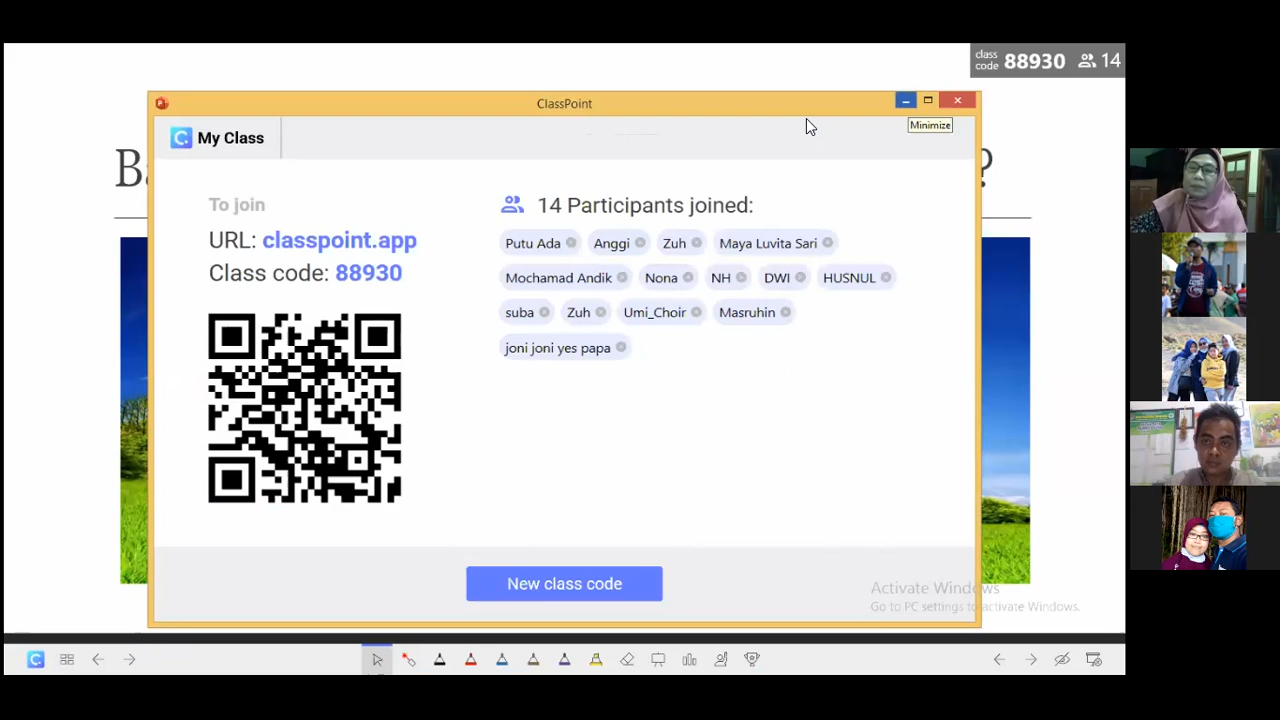 class code 88930 14
ClassPoint
Minimize
My Class
To join
URL: classpoint.app
Class code: 88930
14 Participants joined:
Putu Ada Anggi Zuh Maya Luvita Sari
Mochamad Andik Nona NH DWI HUSNUL
suba Zuh Umi_Choir Masruhin
joni joni yes papa
New class code
Activate Windows
Go to PC settings to activate Windows.